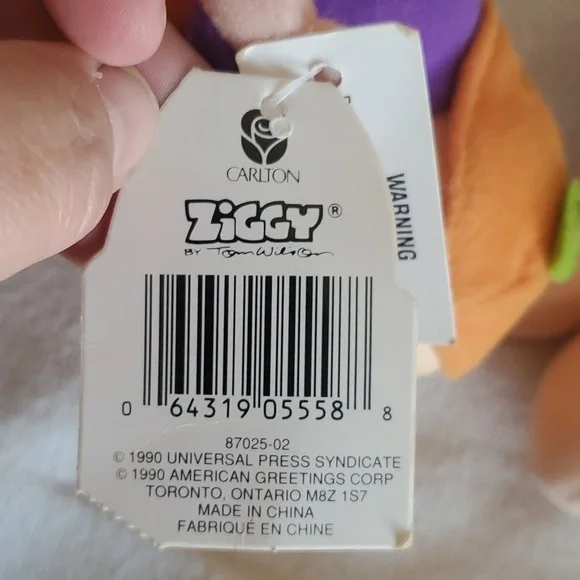 CARLTON
ZiGGY®
BY Tom Wilson
0 64319 05558 8
87025-02
© 1990 UNIVERSAL PRESS SYNDICATE
© 1990 AMERICAN GREETINGS CORP
TORONTO, ONTARIO M8Z 1S7
MADE IN CHINA
FABRIQUÉ EN CHINE
WARNING